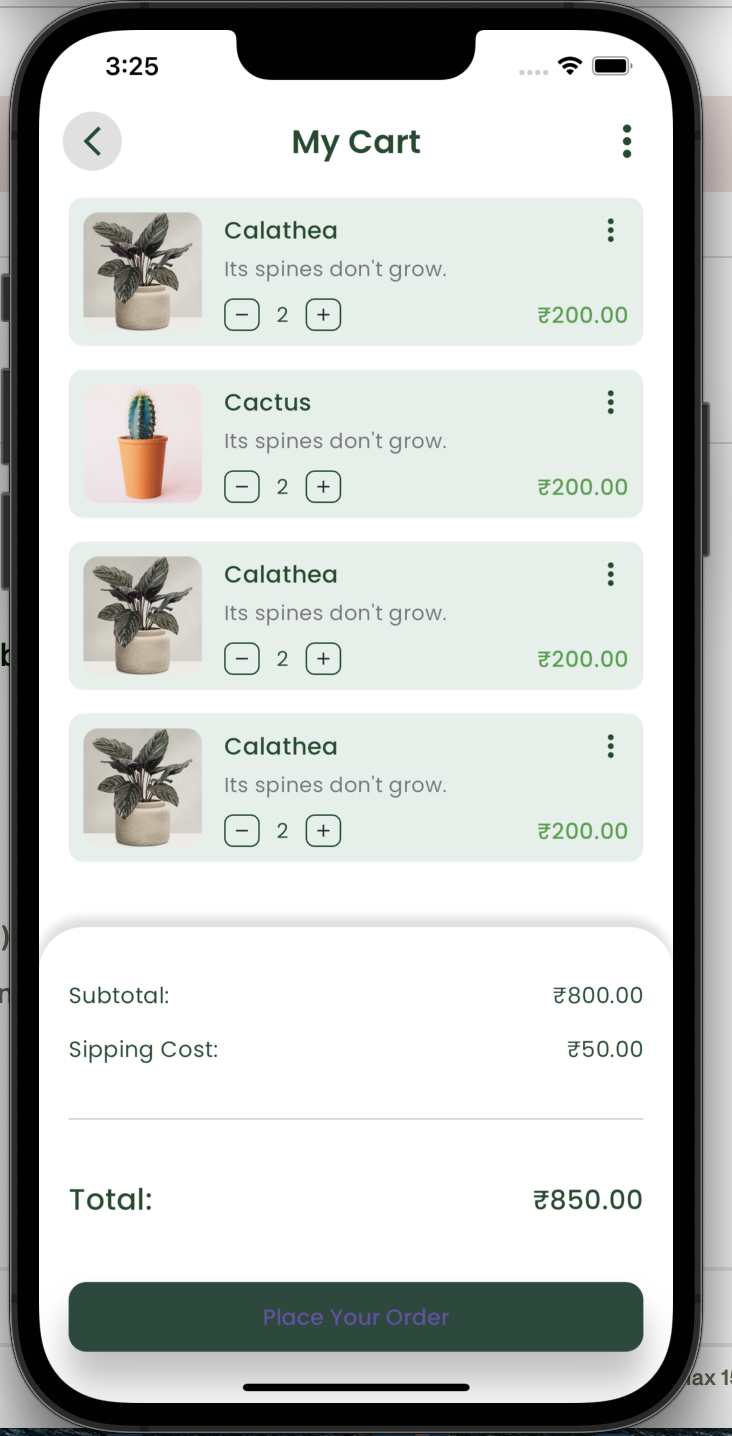 3:25
My Cart
Calathea
Its spines don't grow.
− 2 + ₹200.00
Cactus
Its spines don't grow.
− 2 + ₹200.00
Calathea
Its spines don't grow.
− 2 + ₹200.00
Calathea
Its spines don't grow.
− 2 + ₹200.00
Subtotal: ₹800.00
Sipping Cost: ₹50.00
Total: ₹850.00
Place Your Order